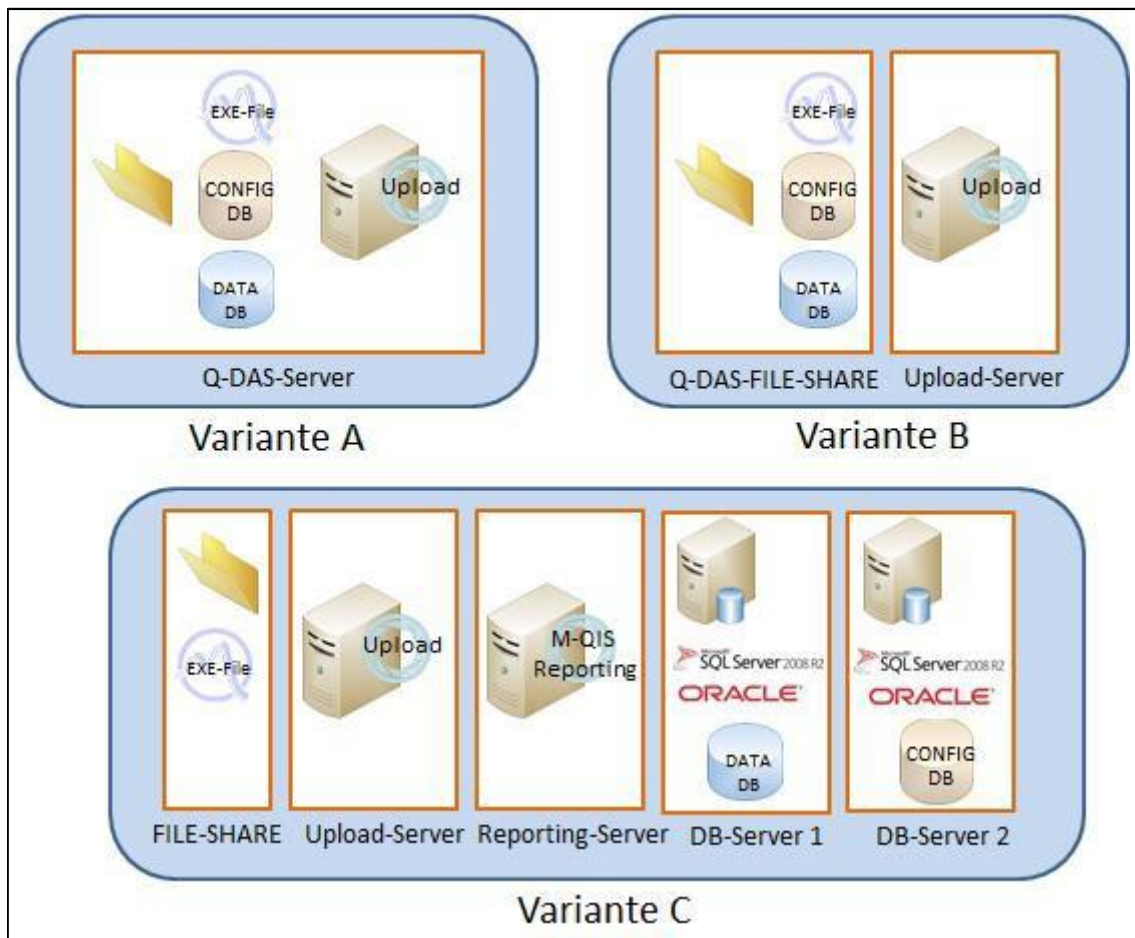 EXE-File
CONFIG
DB
DATA
DB
Upload
Q-DAS-Server
Variante A
EXE-File
CONFIG
DB
DATA
DB
Upload
Q-DAS-FILE-SHARE
Upload-Server
Variante B
EXE-File
FILE-SHARE
Upload
Upload-Server
M-QIS
Reporting
Reporting-Server
Microsoft
SQL Server 2008 R2
ORACLE
DATA
DB
DB-Server 1
Microsoft
SQL Server 2008 R2
ORACLE
CONFIG
DB
DB-Server 2
Variante C